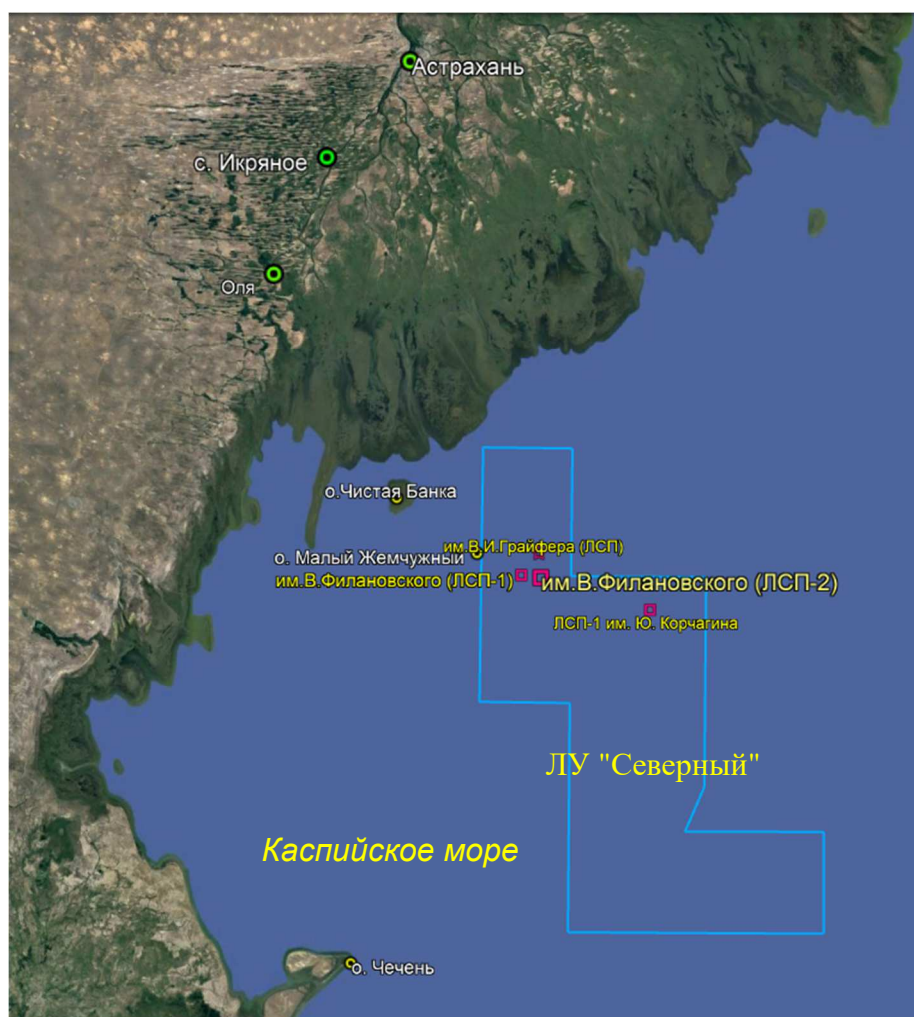 Астрахань
с. Икряное
Оля
о.Чистая Банка
им.В.И.Грайфера (ЛСП)
о. Малый Жемчужный
им.В.Филановского (ЛСП-1)
им.В.Филановского (ЛСП-2)
ЛСП-1 им. Ю. Корчагина
ЛУ "Северный"
Каспийское море
о. Чечень